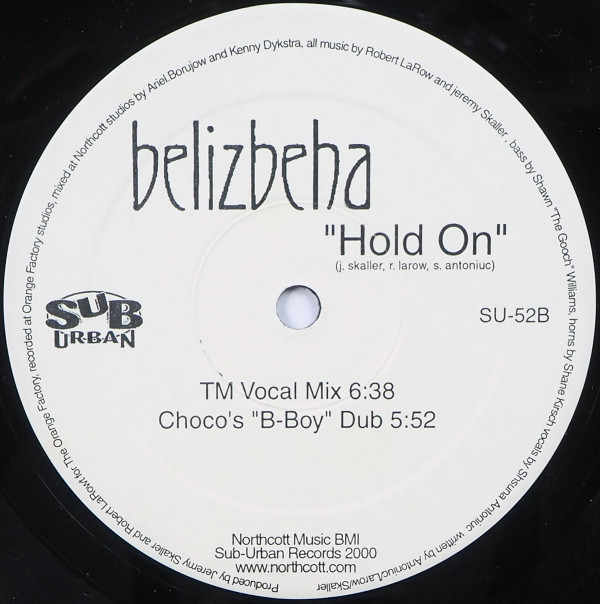 belizbeha
"Hold On"
(j. skaller, r. larow, s. antoniuc)
SUB
URBAN
SU-52B
TM Vocal Mix 6:38
Choco's "B-Boy" Dub 5:52
Northcott Music BMI
Sub-Urban Records 2000
www.northcott.com
Produced by Jeremy Skaller and Robert LaRow for The Orange Factory, recorded at Orange Factory studios, mixed at Northcott studios by Ariel Borujow and Kenny Dykstra, all music by Robert LaRow and jeremy Skaller , bass by Shawn "The Gooch" Williams, horns by Shane Kirsch vocals by Shsuna Antoniuc written by Antoniuc/Larow/Skaller